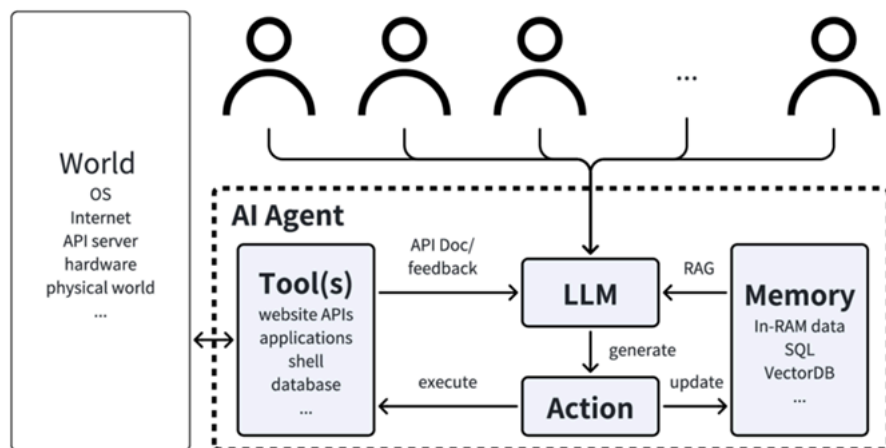 ...
World
OS
Internet
API server
hardware
physical world
...
AI Agent
Tool(s)
website APIs
applications
shell
database
...
API Doc/
feedback
LLM
RAG
Memory
In-RAM data
SQL
VectorDB
...
generate
execute
Action
update